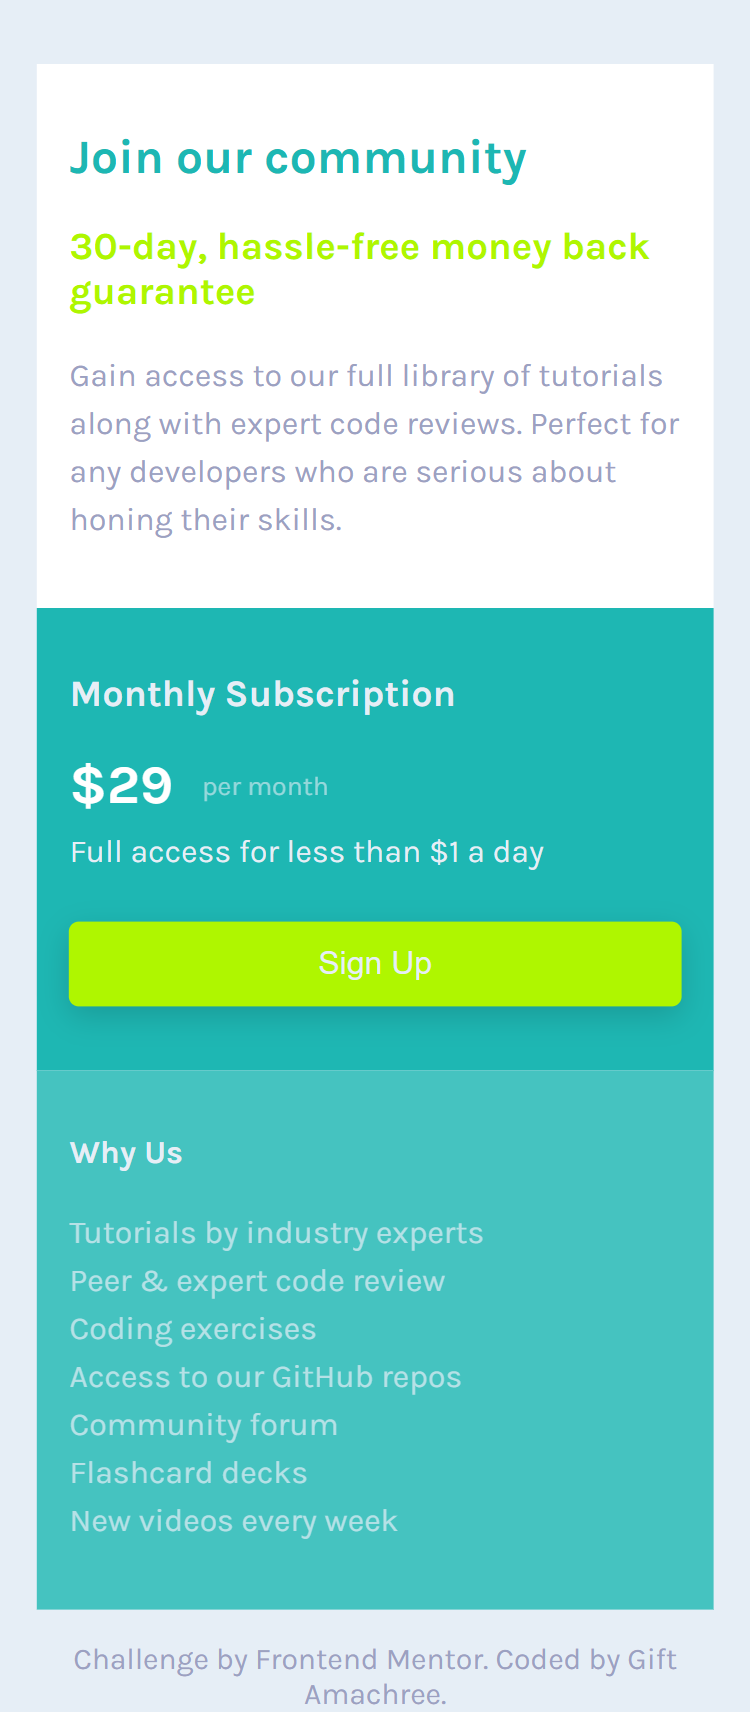 Join our community
30-day, hassle-free money back
guarantee
Gain access to our full library of tutorials
along with expert code reviews. Perfect for
any developers who are serious about
honing their skills.
Monthly Subscription
$29 per month
Full access for less than $1 a day
Sign Up
Why Us
Tutorials by industry experts
Peer & expert code review
Coding exercises
Access to our GitHub repos
Community forum
Flashcard decks
New videos every week
Challenge by Frontend Mentor. Coded by Gift
Amachree.